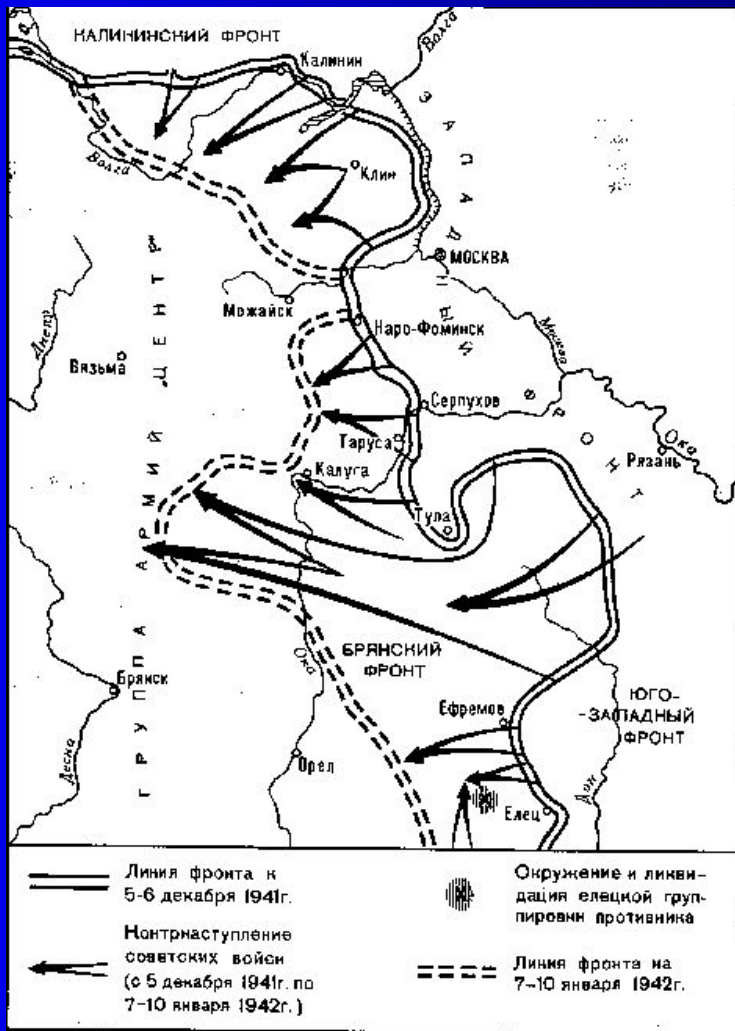 КАЛИНИНСКИЙ ФРОНТ
Калинин
Волга
ЗАПАДНЫЙ ФРОНТ
Волга
Клин
МОСКВА
Можайск
Наро-Фоминск
Москва
Днепр
Вязьма
ГРУППА АРМИЙ „ЦЕНТР"
Серпухов
Таруса
Ока
Рязань
Калуга
Тула
БРЯНСКИЙ
ФРОНТ
Ока
Брянск
ЮГО-
-ЗАПАДНЫЙ
ФРОНТ
Ефремов
Десна
Орел
Дон
Елец
Линия фронта к
5-6 декабря 1941г.
Контрнаступление
советских войск
(с 5 декабря 1941г. по
7-10 января 1942г.)
Окружение и ликви-
дация елецкой груп-
пировки противника
Линия фронта на
7-10 января 1942г.